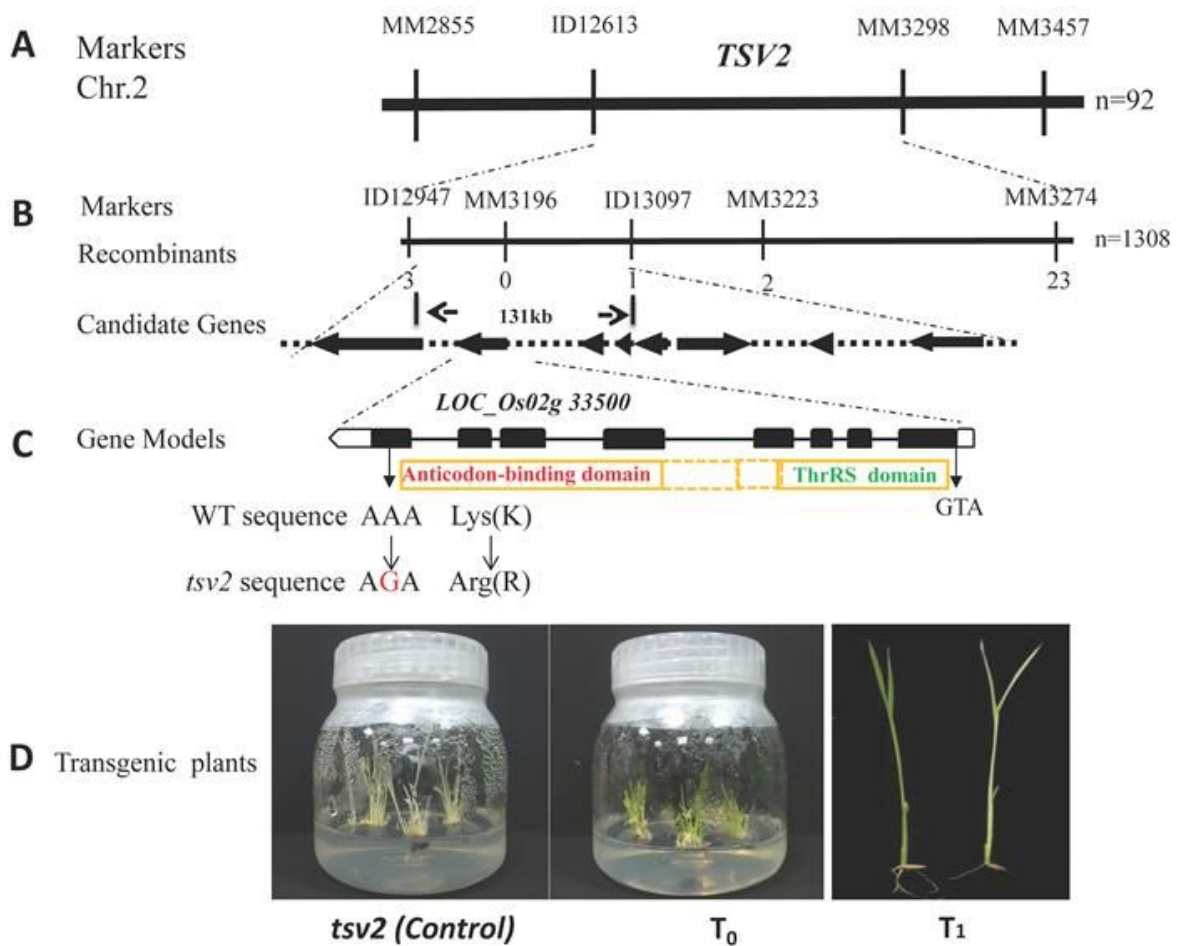 MM2855 ID12613 MM3298 MM3457
A Markers TSV2
Chr.2 n=92
ID12947 MM3196 ID13097 MM3223 MM3274
B Markers
Recombinants n=1308
3 0 1 2 23
Candidate Genes 131kb
LOC_Os02g 33500
C Gene Models
Anticodon-binding domain ThrRS domain
GTA
WT sequence AAA Lys(K)
tsv2 sequence AGA Arg(R)
D Transgenic plants
tsv2 (Control) T0 T1